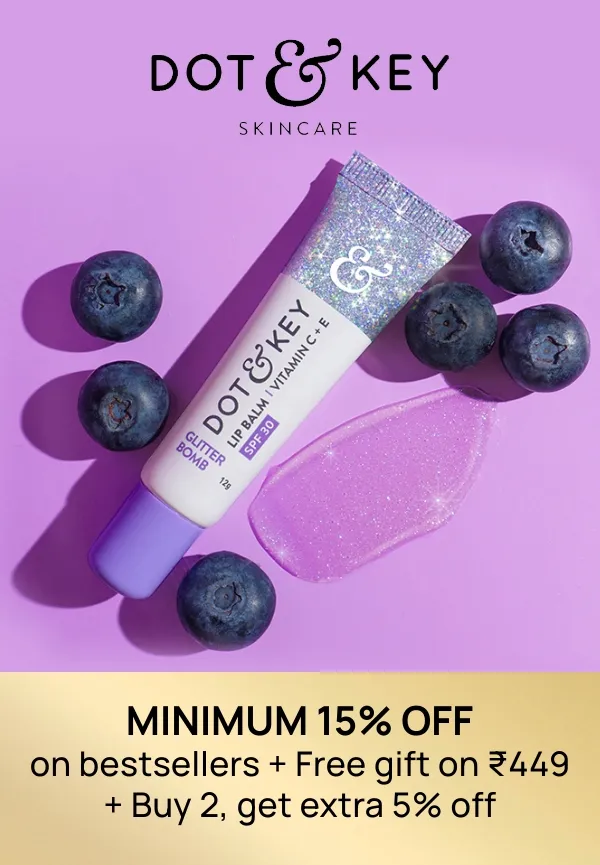 DOT & KEY
SKINCARE
&
DOT & KEY
LIP BALM | VITAMIN C + E
GLITTER
BOMB
SPF 30
12g
MINIMUM 15% OFF
on bestsellers + Free gift on ₹449
+ Buy 2, get extra 5% off